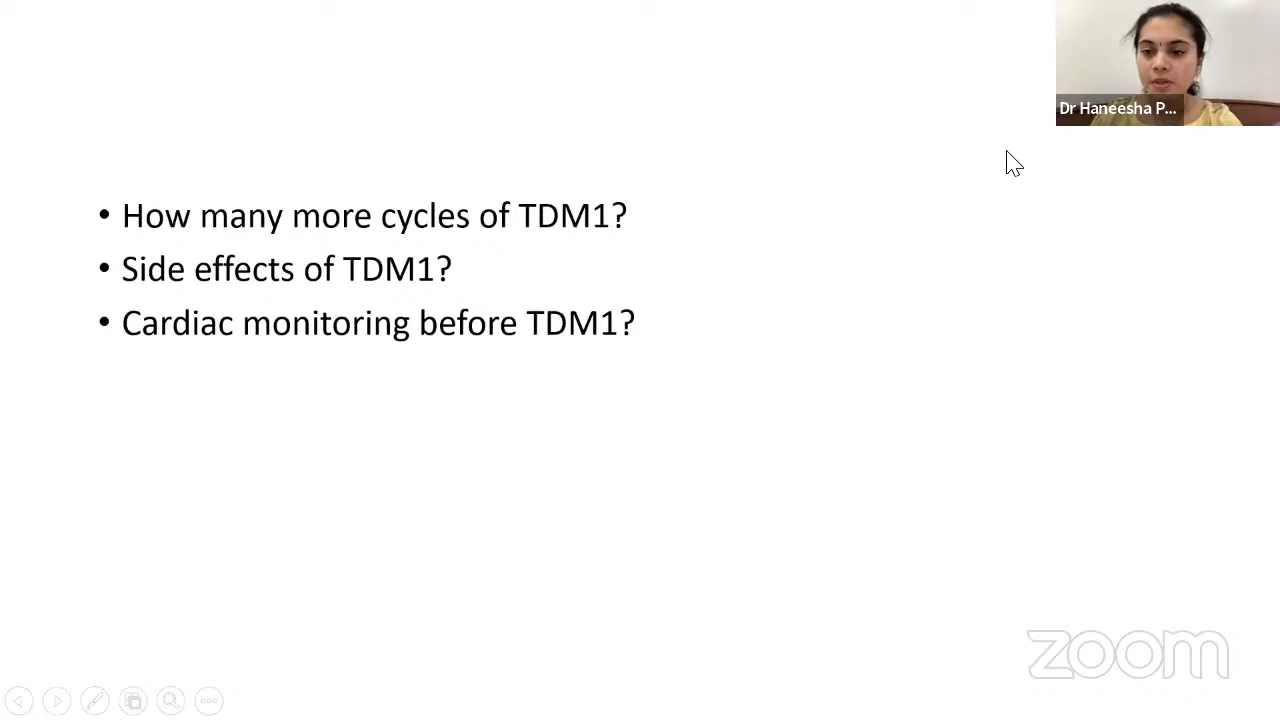 Dr Haneesha P...
• How many more cycles of TDM1?
• Side effects of TDM1?
• Cardiac monitoring before TDM1?
zoom